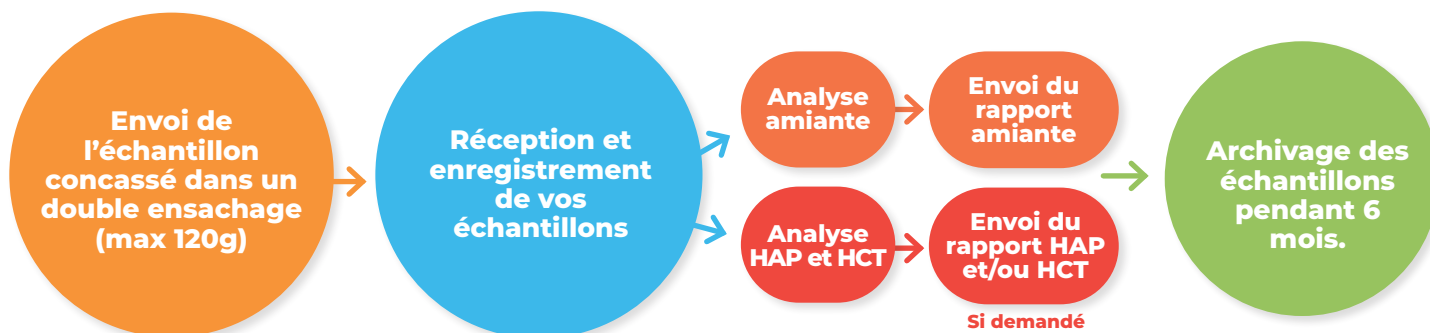 Envoi de
l'échantillon
concassé dans un
double ensachage
(max 120g)
Réception et
enregistrement
de vos
échantillons
Analyse
amiante
Envoi du
rapport
amiante
Analyse
HAP et HCT
Envoi du
rapport HAP
et/ou HCT
Si demandé
Archivage des
échantillons
pendant 6
mois.